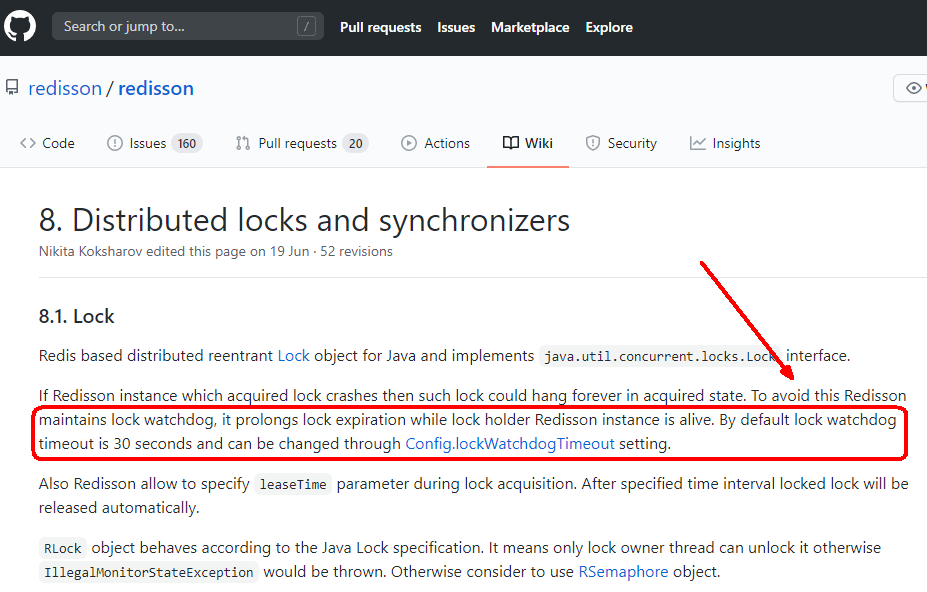 Search or jump to... /
Pull requests Issues Marketplace Explore
redisson / redisson
Code Issues 160 Pull requests 20 Actions Wiki Security Insights
8. Distributed locks and synchronizers
Nikita Koksharov edited this page on 19 Jun · 52 revisions
8.1. Lock
Redis based distributed reentrant Lock object for Java and implements java.util.concurrent.locks.Lock interface.
If Redisson instance which acquired lock crashes then such lock could hang forever in acquired state. To avoid this Redisson
maintains lock watchdog, it prolongs lock expiration while lock holder Redisson instance is alive. By default lock watchdog
timeout is 30 seconds and can be changed through Config.lockWatchdogTimeout setting.
Also Redisson allow to specify leaseTime parameter during lock acquisition. After specified time interval locked lock will be
released automatically.
RLock object behaves according to the Java Lock specification. It means only lock owner thread can unlock it otherwise
IllegalMonitorStateException would be thrown. Otherwise consider to use RSemaphore object.